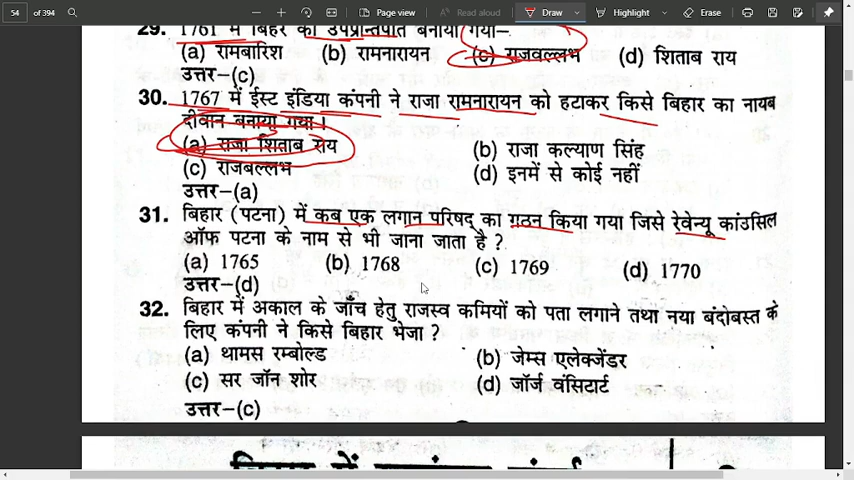 54 of 394
Page view
Read aloud
Draw
Highlight
Erase
29. 1761 में बिहार का उपप्रान्तपति बनाया गया–
(a) रामबारिश (b) रामनारायन (c) राजवल्लभ (d) शिताब राय
उत्तर–(c)
30. 1767 में ईस्ट इंडिया कंपनी ने राजा रामनारायन को हटाकर किसे बिहार का नायब
दीवान बनाया गया ।
(a) राजा शिताब राय (b) राजा कल्याण सिंह
(c) राजबल्लभ (d) इनमें से कोई नहीं
उत्तर–(a)
31. बिहार (पटना) में कब एक लगान परिषद् का गठन किया गया जिसे रेवेन्यू कांउसिल
ऑफ पटना के नाम से भी जाना जाता है ?
(a) 1765 (b) 1768 (c) 1769 (d) 1770
उत्तर–(d)
32. बिहार में अकाल के जाँच हेतु राजस्व कमियों को पता लगाने तथा नया बंदोबस्त के
लिए कंपनी ने किसे बिहार भेजा ?
(a) थामस रम्बोल्ड (b) जेम्स एलेक्जेंडर
(c) सर जॉन शोर (d) जॉर्ज वंसिटार्ट
उत्तर–(c)